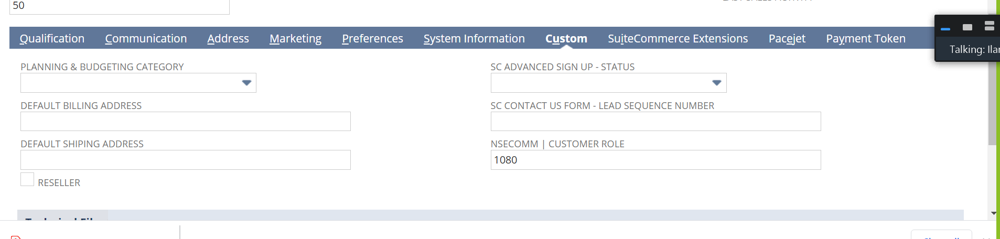 50
Qualification Communication Address Marketing Preferences System Information Custom SuiteCommerce Extensions Pacejet Payment Token
Talking: Ilar
PLANNING & BUDGETING CATEGORY
SC ADVANCED SIGN UP - STATUS
DEFAULT BILLING ADDRESS
SC CONTACT US FORM - LEAD SEQUENCE NUMBER
DEFAULT SHIPING ADDRESS
NSECOMM | CUSTOMER ROLE
1080
RESELLER